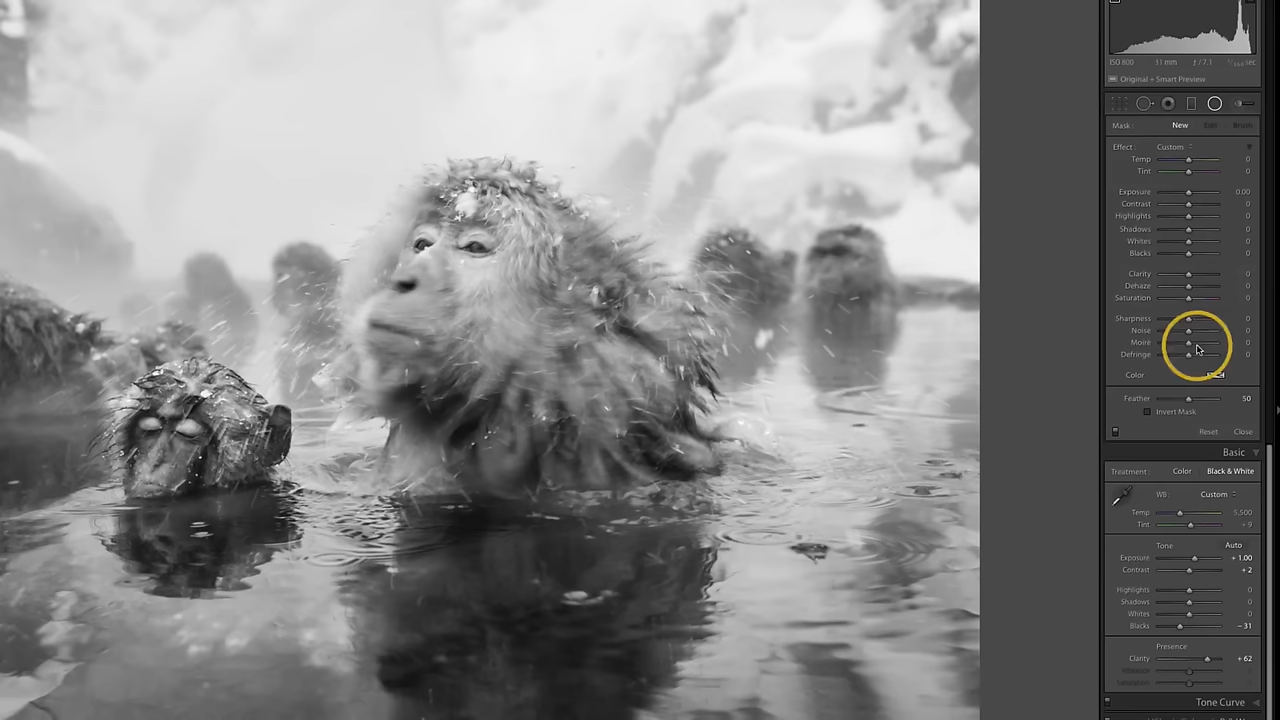 ISO 800 31 mm ƒ / 7.1 sec
Original + Smart Preview
Mask : New Edit Brush
Effect : Custom
Temp 0
Tint 0
Exposure 0.00
Contrast 0
Highlights 0
Shadows 0
Whites 0
Blacks 0
Clarity 0
Dehaze 0
Saturation 0
Sharpness 0
Noise 0
Moire 0
Defringe 0
Color
Feather 50
Invert Mask
Reset Close
Basic
Treatment : Color Black & White
WB : Custom
Temp 5,500
Tint + 9
Tone Auto
Exposure + 1.00
Contrast + 2
Highlights 0
Shadows 0
Whites 0
Blacks − 31
Presence
Clarity + 62
Saturation
Tone Curve